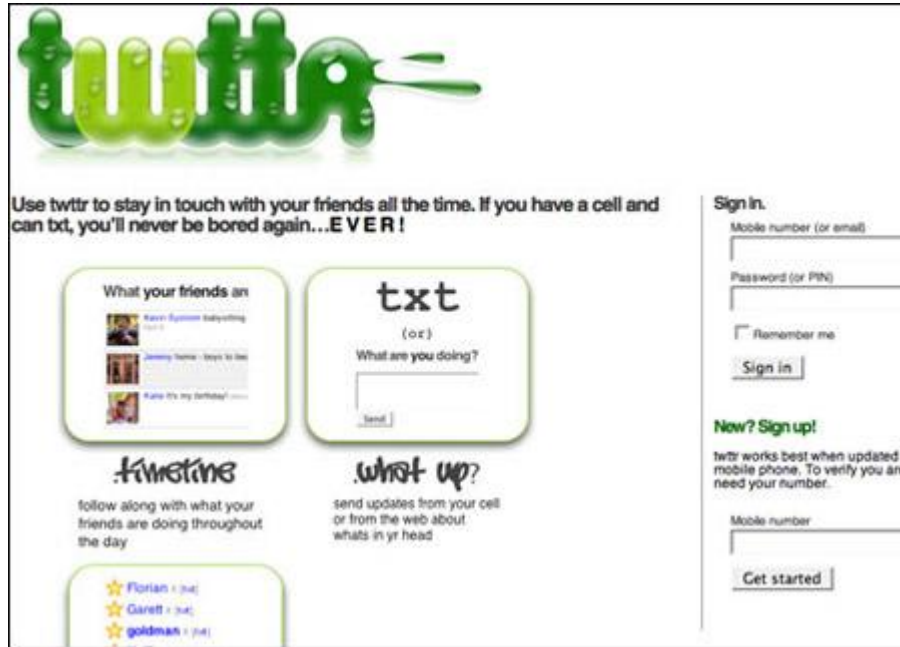 twttr
Use twttr to stay in touch with your friends all the time. If you have a cell and
can txt, you'll never be bored again...EVER!
What your friends ar
Kevin Systrom babysitting
Jeremy home - boys to
Kate It's my birthday!
.timeline
follow along with what your
friends are doing throughout
the day
txt
(or)
What are you doing?
Send
.what up?
send updates from your cell
or from the web about
whats in yr head
Florian
Garett
goldman
Sign in.
Mobile number (or email)
Password (or PIN)
Remember me
Sign in
New? Sign up!
twttr works best when updated
mobile phone. To verify you ar
need your number.
Mobile number
Get started